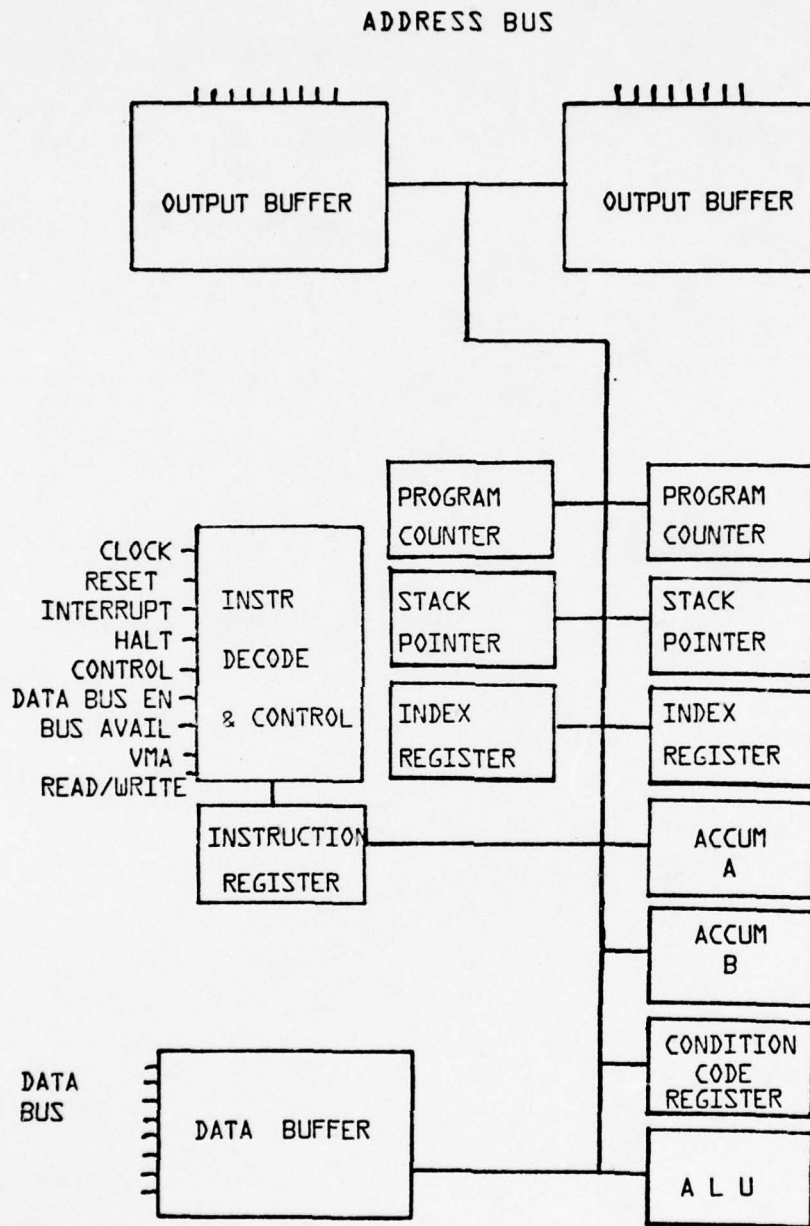 ADDRESS BUS
OUTPUT BUFFER
OUTPUT BUFFER
PROGRAM
COUNTER
PROGRAM
COUNTER
CLOCK
RESET
INTERRUPT
HALT
CONTROL
DATA BUS EN
BUS AVAIL
VMA
READ/WRITE
INSTR
DECODE
& CONTROL
STACK
POINTER
STACK
POINTER
INDEX
REGISTER
INDEX
REGISTER
INSTRUCTION
REGISTER
ACCUM
A
ACCUM
B
CONDITION
CODE
REGISTER
DATA
BUS
DATA BUFFER
A L U